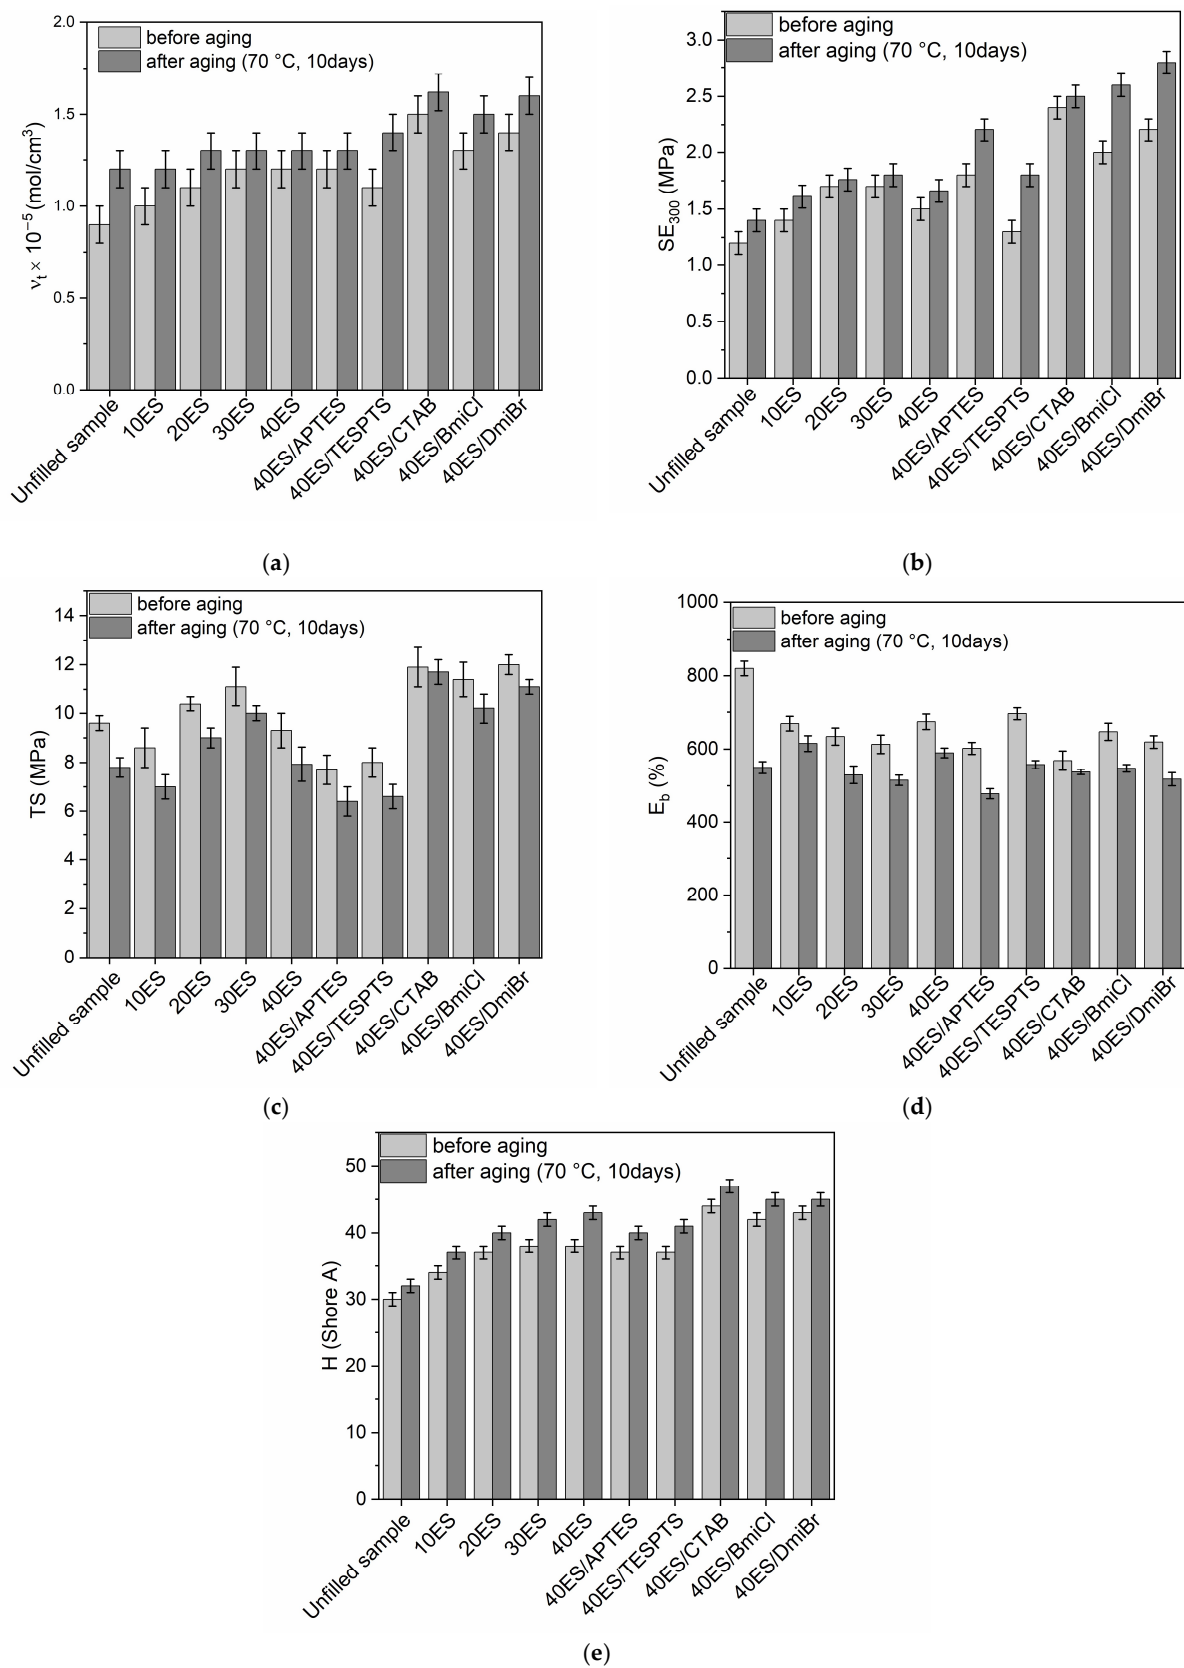 before aging
after aging (70 °C, 10days)
2.0
1.5
1.0
0.5
0.0
νt × 10−5 (mol/cm3)
Unfilled sample
10ES
20ES
30ES
40ES
40ES/APTES
40ES/TESPTS
40ES/CTAB
40ES/BmiCl
40ES/DmiBr
(a)
before aging
after aging (70 °C, 10days)
3.0
2.5
2.0
1.5
1.0
0.5
0.0
SE300 (MPa)
Unfilled sample
10ES
20ES
30ES
40ES
40ES/APTES
40ES/TESPTS
40ES/CTAB
40ES/BmiCl
40ES/DmiBr
(b)
before aging
after aging (70 °C, 10days)
14
12
10
8
6
4
2
0
TS (MPa)
Unfilled sample
10ES
20ES
30ES
40ES
40ES/APTES
40ES/TESPTS
40ES/CTAB
40ES/BmiCl
40ES/DmiBr
(c)
before aging
after aging (70 °C, 10days)
1000
800
600
400
200
0
Eb (%)
Unfilled sample
10ES
20ES
30ES
40ES
40ES/APTES
40ES/TESPTS
40ES/CTAB
40ES/BmiCl
40ES/DmiBr
(d)
before aging
after aging (70 °C, 10days)
50
40
30
20
10
0
H (Shore A)
Unfilled sample
10ES
20ES
30ES
40ES
40ES/APTES
40ES/TESPTS
40ES/CTAB
40ES/BmiCl
40ES/DmiBr
(e)